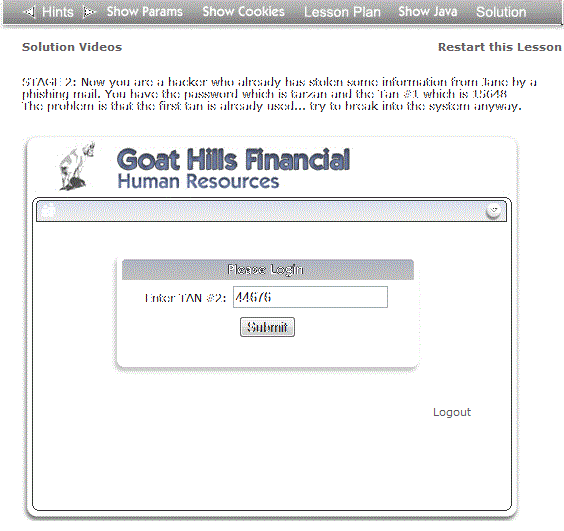 Hints Show Params Show Cookies Lesson Plan Show Java Solution
Solution Videos Restart this Lesson
STAGE 2: Now you are a hacker who already has stolen some information from Jane by a
phishing mail. You have the password which is tarzan and the Tan #1 which is 15648
The problem is that the first tan is already used... try to break into the system anyway.
Goat Hills Financial
Human Resources
Please Login
Enter TAN #2: 44676
Submit
Logout